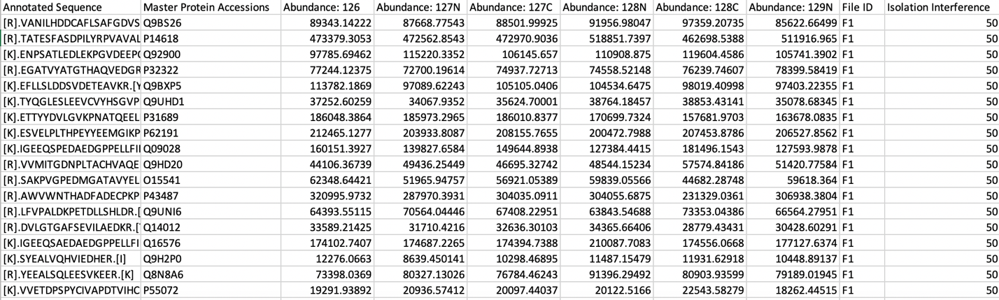 Annotated Sequence Master Protein Accessions Abundance: 126 Abundance: 127N Abundance: 127C Abundance: 128N Abundance: 128C Abundance: 129N File ID Isolation Interference
[R].VANILHDDCAFLSAFGDVS Q9BS26 89343.14222 87668.77543 88501.99925 91956.98047 97359.20735 85622.66499 F1 50
[R].TATESFASDPILYRPVAVAL P14618 473379.3053 472562.8543 472970.9036 518851.7397 462698.5388 511916.965 F1 50
[K].ENPSATLEDLEKPGVDEEPQ Q92900 97785.69462 115220.3352 106145.657 110908.875 119604.4586 105741.3902 F1 50
[R].EGATVYATGTHAQVEDGR P32322 77244.12375 72700.19614 74937.72713 74558.52148 76239.74607 78399.58419 F1 50
[K].EFLLSLDDSVDETEAVKR.[Y Q9BXP5 113782.1869 97089.62243 105105.0406 104534.6475 98019.40998 97403.22355 F1 50
[K].TYQGLESLEEVCVYHSGVP Q9UHD1 37252.60259 34067.9352 35624.70001 38764.18457 38853.43141 35078.68345 F1 50
[K].ETTYYDVLGVKPNATQEEL P31689 186048.3864 185973.2965 186010.8377 170699.7324 157681.9703 163678.0835 F1 50
[K].ESVELPLTHPEYYEEMGIKP P62191 212465.1277 203933.8087 208155.7655 200472.7988 207453.8786 206527.8562 F1 50
[K].IGEEQSPEDAEDGPPELLFI Q09028 160151.3927 139827.6584 149644.8938 127384.4415 181496.1543 127593.9878 F1 50
[R].VVMITGDNPLTACHVAQE Q9HD20 44106.36739 49436.25449 46695.32742 48544.15234 57574.84186 51420.77584 F1 50
[R].SAKPVGPEDMGATAVYEL O15541 62348.64421 51965.94757 56921.05389 59839.05566 44682.28748 59618.364 F1 50
[R].AWVWNTHADFADECPKP P43487 320995.9732 287970.3931 304035.0911 304055.6875 231329.0361 306938.3804 F1 50
[R].LFVPALDKPETDLLSHLDR.[ Q9UNI6 64393.55115 70564.04446 67408.22951 63843.54688 73353.04386 66564.27951 F1 50
[R].DVLGTGAFSEVILAEDKR.[ Q14012 33589.21425 31710.4216 32636.30103 34365.66406 28779.43431 30428.60291 F1 50
[K].IGEEQSAEDAEDGPPELLFI Q16576 174102.7407 174687.2265 174394.7388 210087.7083 174556.0668 177127.6374 F1 50
[K].SYEALVQHVIEDHER.[I] Q9H2P0 12276.0663 8639.450141 10298.46895 11487.15479 11931.62918 10448.89137 F1 50
[R].YEEALSQLEESVKEER.[K] Q8N8A6 73398.0369 80327.13026 76784.46243 91396.29492 80903.93599 79189.01945 F1 50
[K].VVETDPSPYCIVAPDTVIHC P55072 19291.93892 20936.57412 20097.44037 20122.5166 22543.58279 18262.44515 F1 50